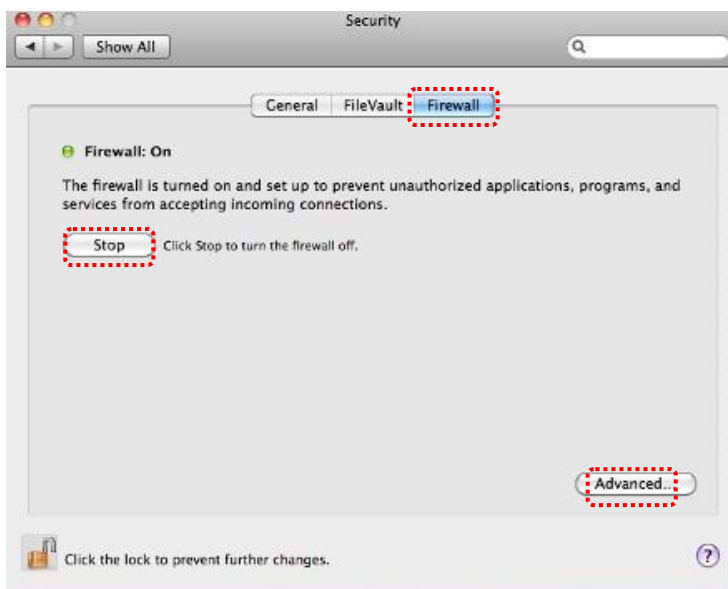 Security
Show All
General FileVault Firewall
Firewall: On
The firewall is turned on and set up to prevent unauthorized applications, programs, and
services from accepting incoming connections.
Stop Click Stop to turn the firewall off.
Advanced...
Click the lock to prevent further changes.
?